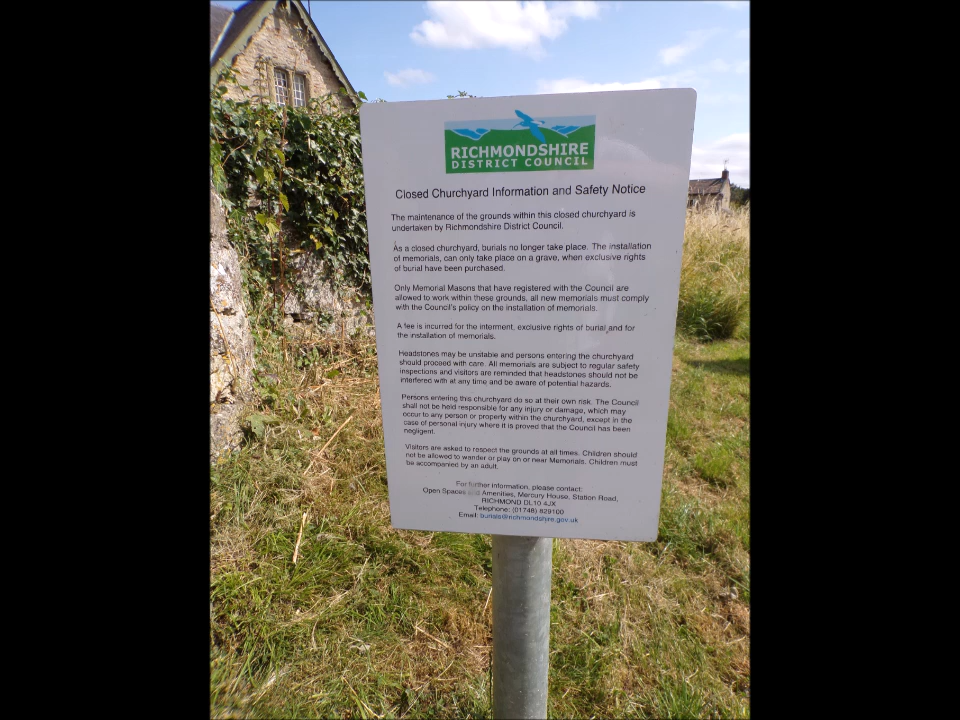 RICHMONDSHIRE
DISTRICT COUNCIL
Closed Churchyard Information and Safety Notice
The maintenance of the grounds within this closed churchyard is
undertaken by Richmondshire District Council.
As a closed churchyard, burials no longer take place. The installation
of memorials, can only take place on a grave, when exclusive rights
of burial have been purchased.
Only Memorial Masons that have registered with the Council are
allowed to work within these grounds, all new memorials must comply
with the Council's policy on the installation of memorials.
A fee is incurred for the interment, exclusive rights of burial and for
the installation of memorials.
Headstones may be unstable and persons entering the churchyard
should proceed with care. All memorials are subject to regular safety
inspections and visitors are reminded that headstones should not be
interfered with at any time and be aware of potential hazards.
Persons entering this churchyard do so at their own risk. The Council
shall not be held responsible for any injury or damage, which may
occur to any person or property within the churchyard, except in the
case of personal injury where it is proved that the Council has been
negligent.
Visitors are asked to respect the grounds at all times. Children should
not be allowed to wander or play on or near Memorials. Children must
be accompanied by an adult.
For further information, please contact:
Open Spaces and Amenities, Mercury House, Station Road,
RICHMOND DL10 4JX
Telephone: (01748) 829100
Email: burials@richmondshire.gov.uk